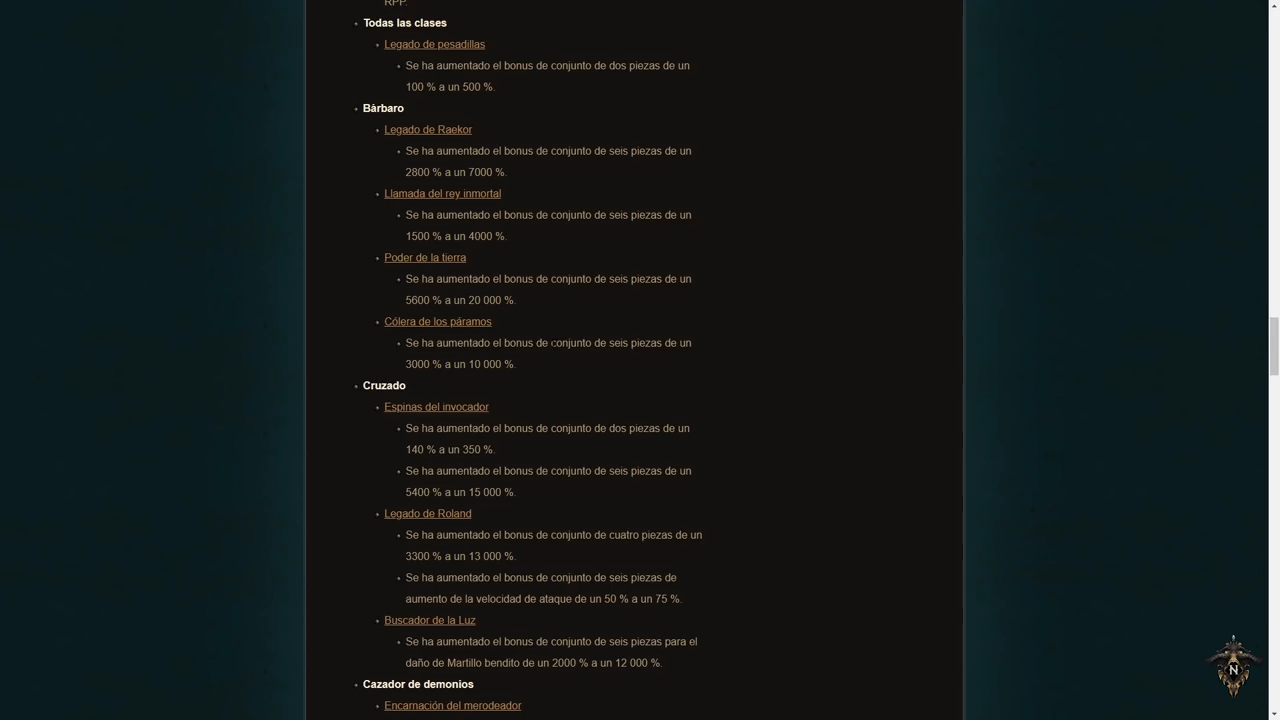 RPP.
Todas las clases
Legado de pesadillas
Se ha aumentado el bonus de conjunto de dos piezas de un
100 % a un 500 %.
Bárbaro
Legado de Raekor
Se ha aumentado el bonus de conjunto de seis piezas de un
2800 % a un 7000 %.
Llamada del rey inmortal
Se ha aumentado el bonus de conjunto de seis piezas de un
1500 % a un 4000 %.
Poder de la tierra
Se ha aumentado el bonus de conjunto de seis piezas de un
5600 % a un 20 000 %.
Cólera de los páramos
Se ha aumentado el bonus de conjunto de seis piezas de un
3000 % a un 10 000 %.
Cruzado
Espinas del invocador
Se ha aumentado el bonus de conjunto de dos piezas de un
140 % a un 350 %.
Se ha aumentado el bonus de conjunto de seis piezas de un
5400 % a un 15 000 %.
Legado de Roland
Se ha aumentado el bonus de conjunto de cuatro piezas de un
3300 % a un 13 000 %.
Se ha aumentado el bonus de conjunto de seis piezas de
aumento de la velocidad de ataque de un 50 % a un 75 %.
Buscador de la Luz
Se ha aumentado el bonus de conjunto de seis piezas para el
daño de Martillo bendito de un 2000 % a un 12 000 %.
Cazador de demonios
Encarnación del merodeador
N